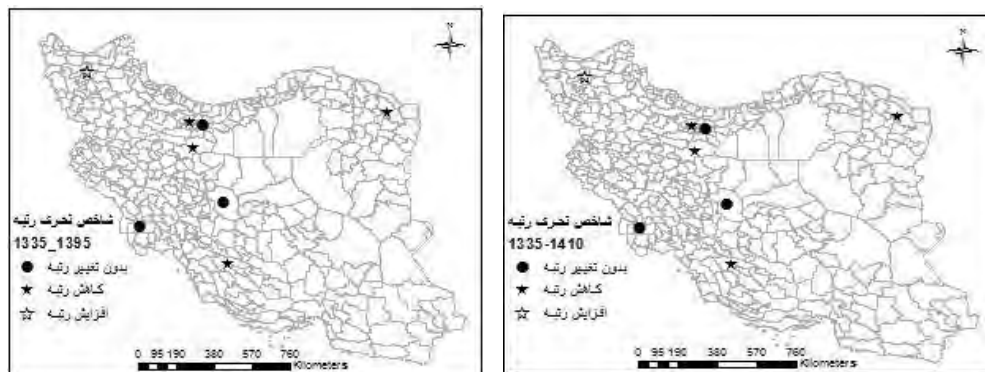 N
شاخص تحرک رتبه
1335_1395
بدون تغییر رتبه
کاهش رتبه
افزایش رتبه
0 95 190 380 570 760
Kilometers
N
شاخص تحرک رتبه
1335-1410
بدون تغییر رتبه
کاهش رتبه
افزایش رتبه
0 95 190 380 570 760
Kilometers